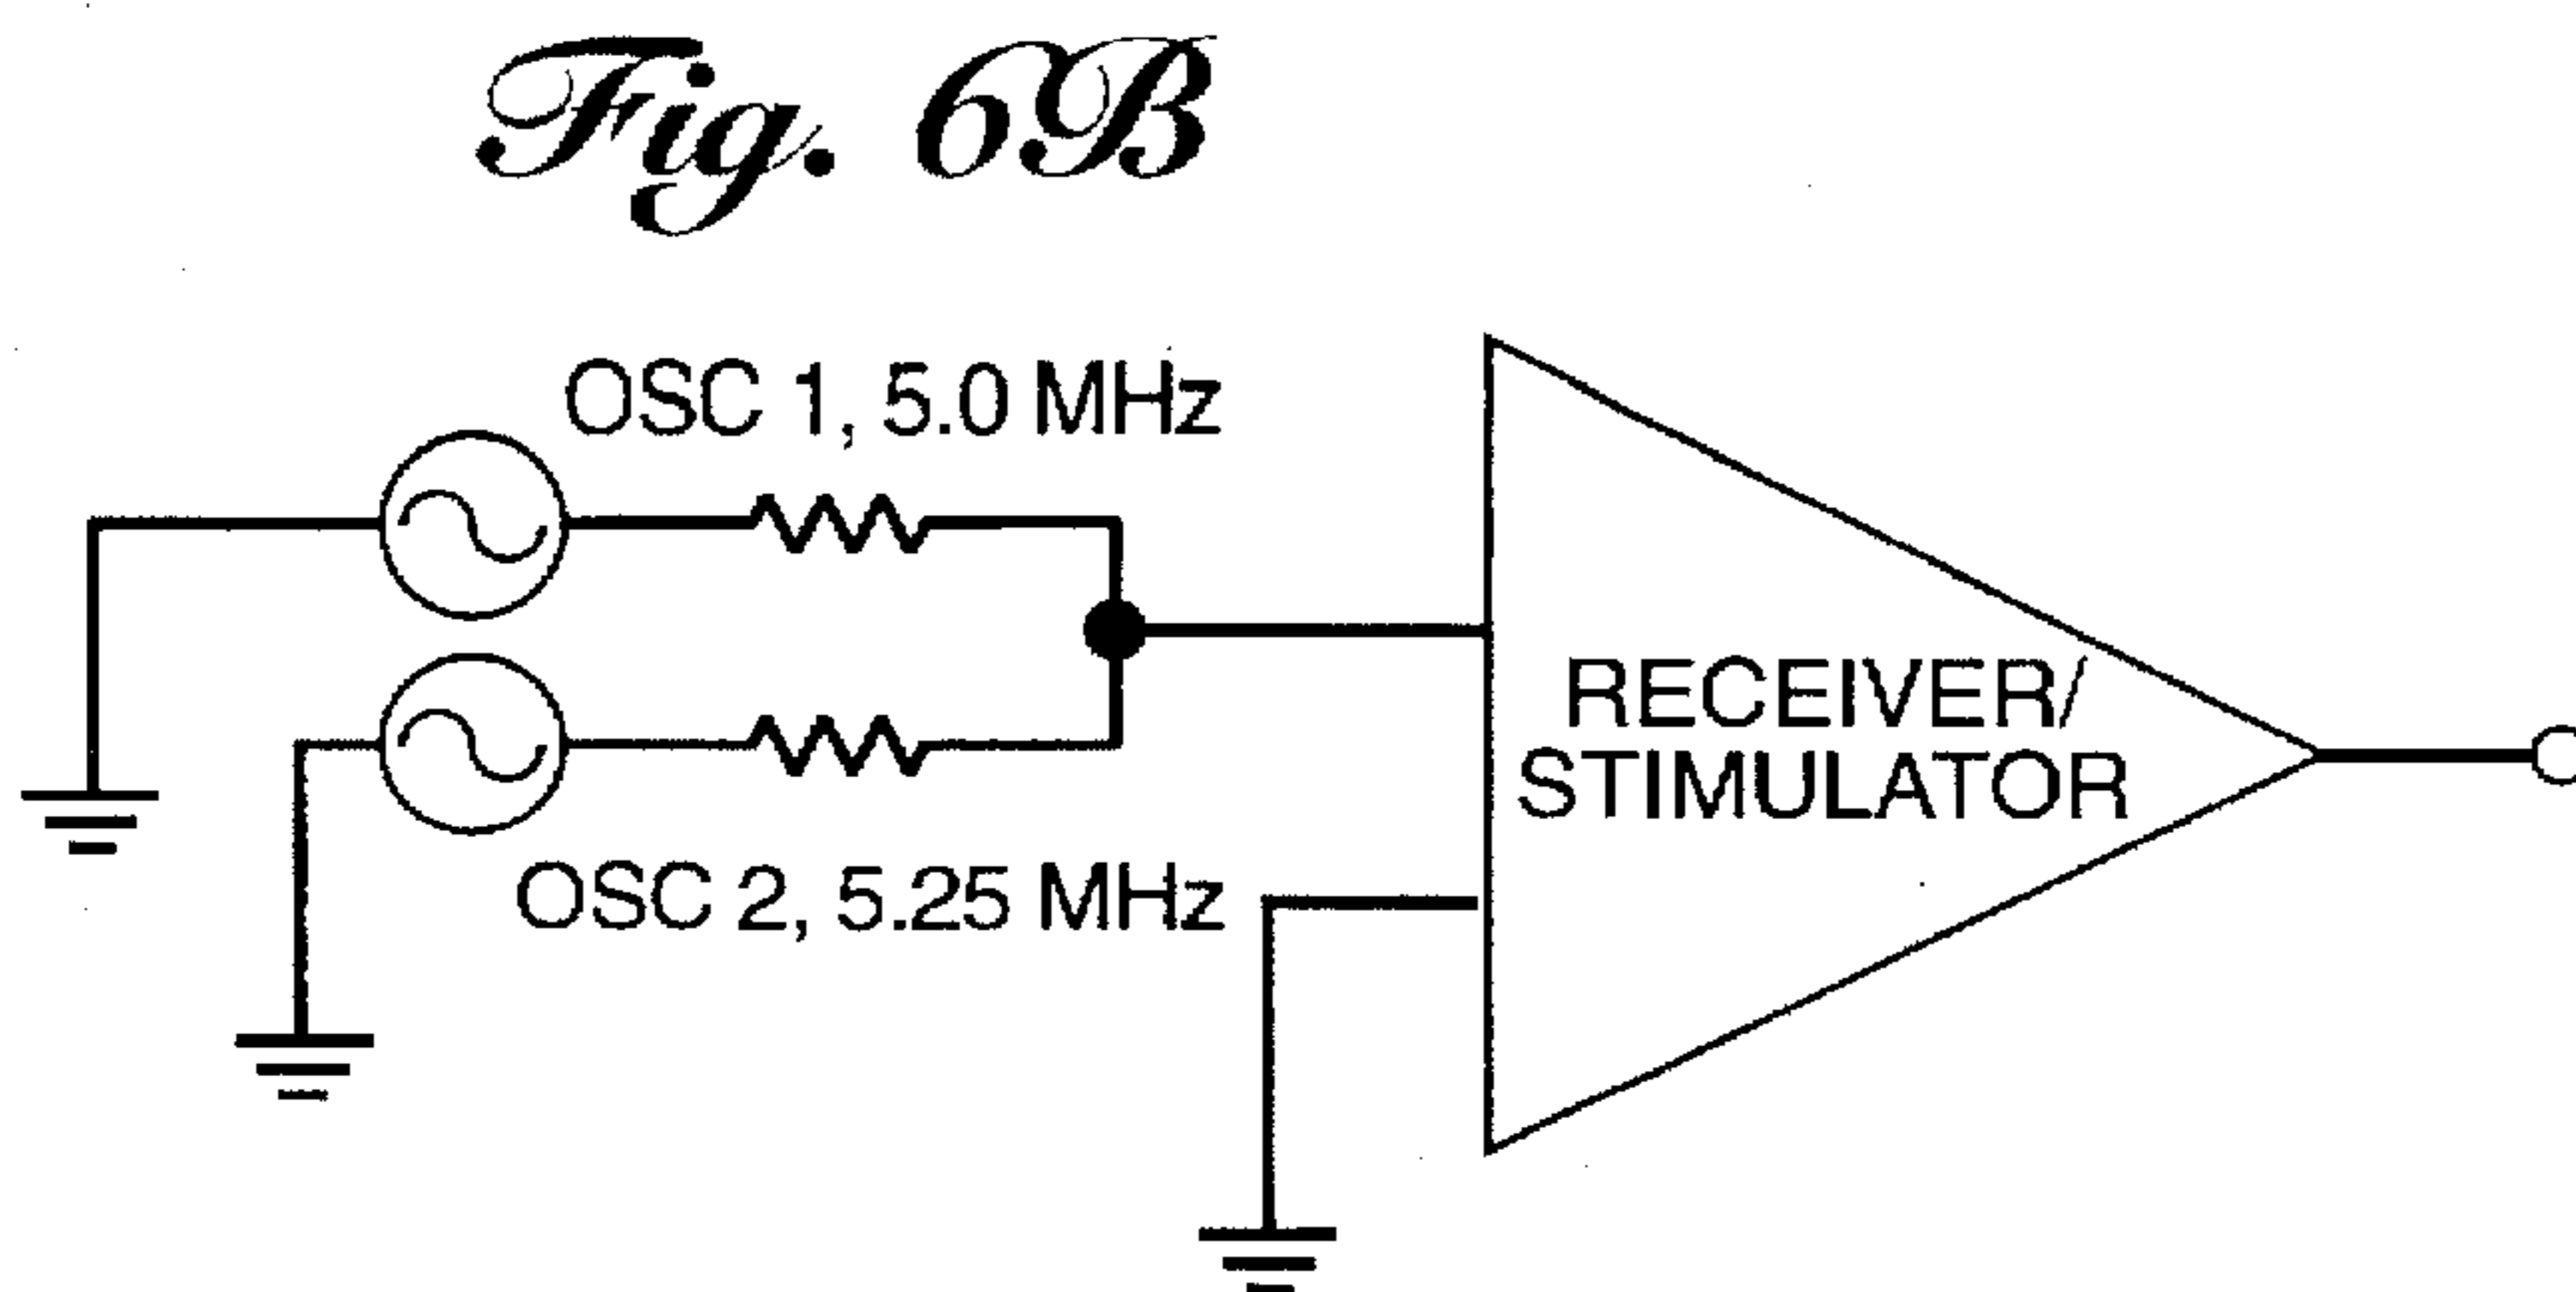 Fig. 6B
OSC 1, 5.0 MHz
OSC 2, 5.25 MHz
RECEIVER/
STIMULATOR